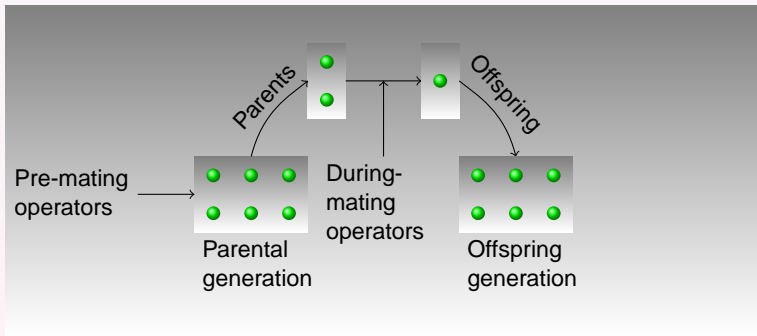 Parents
Offspring
Pre-mating
operators
During-
mating
operators
Parental
generation
Offspring
generation